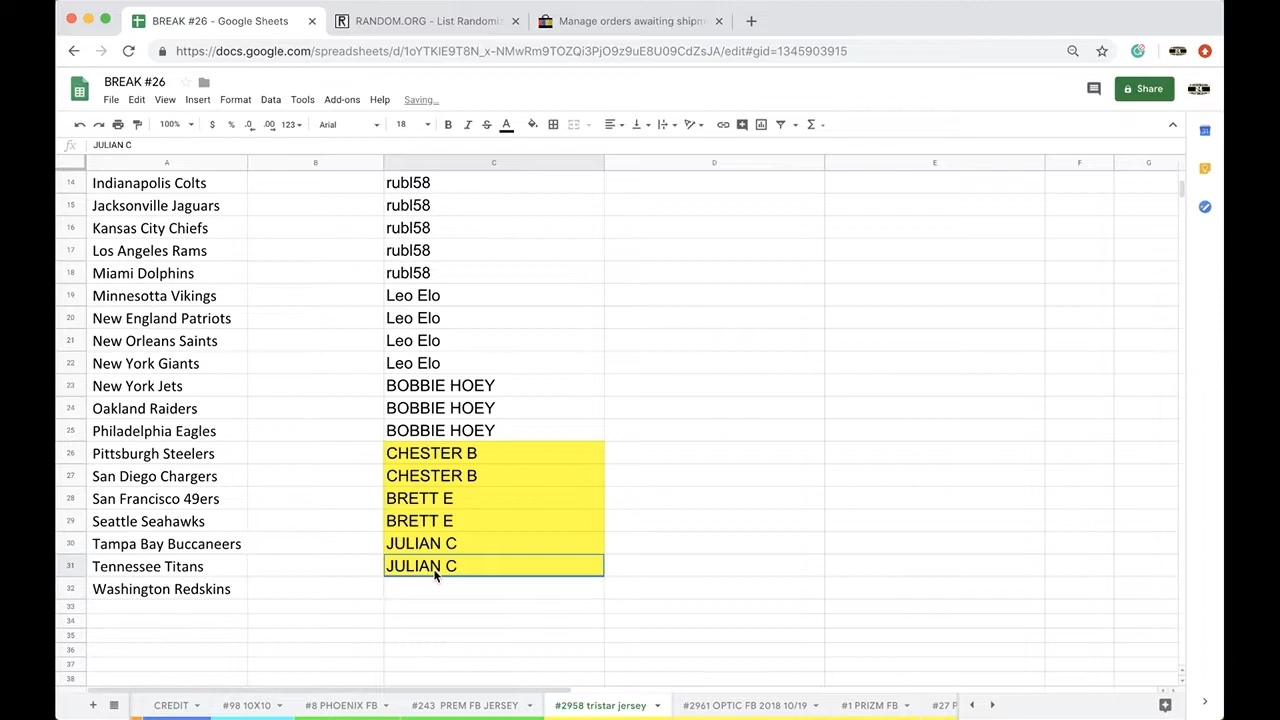 BREAK #26 - Google Sheets
RANDOM.ORG - List Randomiz
Manage orders awaiting shipm
https://docs.google.com/spreadsheets/d/1oYTKlE9T8N_x-NMwRm9TOZQi3PjO9z9uE8U09CdZsJA/edit#gid=1345903915
BREAK #26
File Edit View Insert Format Data Tools Add-ons Help Saving...
Share
100% $ % .0 .00 123 Arial 18 B I S A
fx JULIAN C
A B C D E F G
14 Indianapolis Colts rubl58
15 Jacksonville Jaguars rubl58
16 Kansas City Chiefs rubl58
17 Los Angeles Rams rubl58
18 Miami Dolphins rubl58
19 Minnesotta Vikings Leo Elo
20 New England Patriots Leo Elo
21 New Orleans Saints Leo Elo
22 New York Giants Leo Elo
23 New York Jets BOBBIE HOEY
24 Oakland Raiders BOBBIE HOEY
25 Philadelphia Eagles BOBBIE HOEY
26 Pittsburgh Steelers CHESTER B
27 San Diego Chargers CHESTER B
28 San Francisco 49ers BRETT E
29 Seattle Seahawks BRETT E
30 Tampa Bay Buccaneers JULIAN C
31 Tennessee Titans JULIAN C
32 Washington Redskins
33
34
35
36
37
38
CREDIT #98 10X10 #8 PHOENIX FB #243 PREM FB JERSEY #2958 tristar jersey #2961 OPTIC FB 2018 10/19 #1 PRIZM FB #27 P